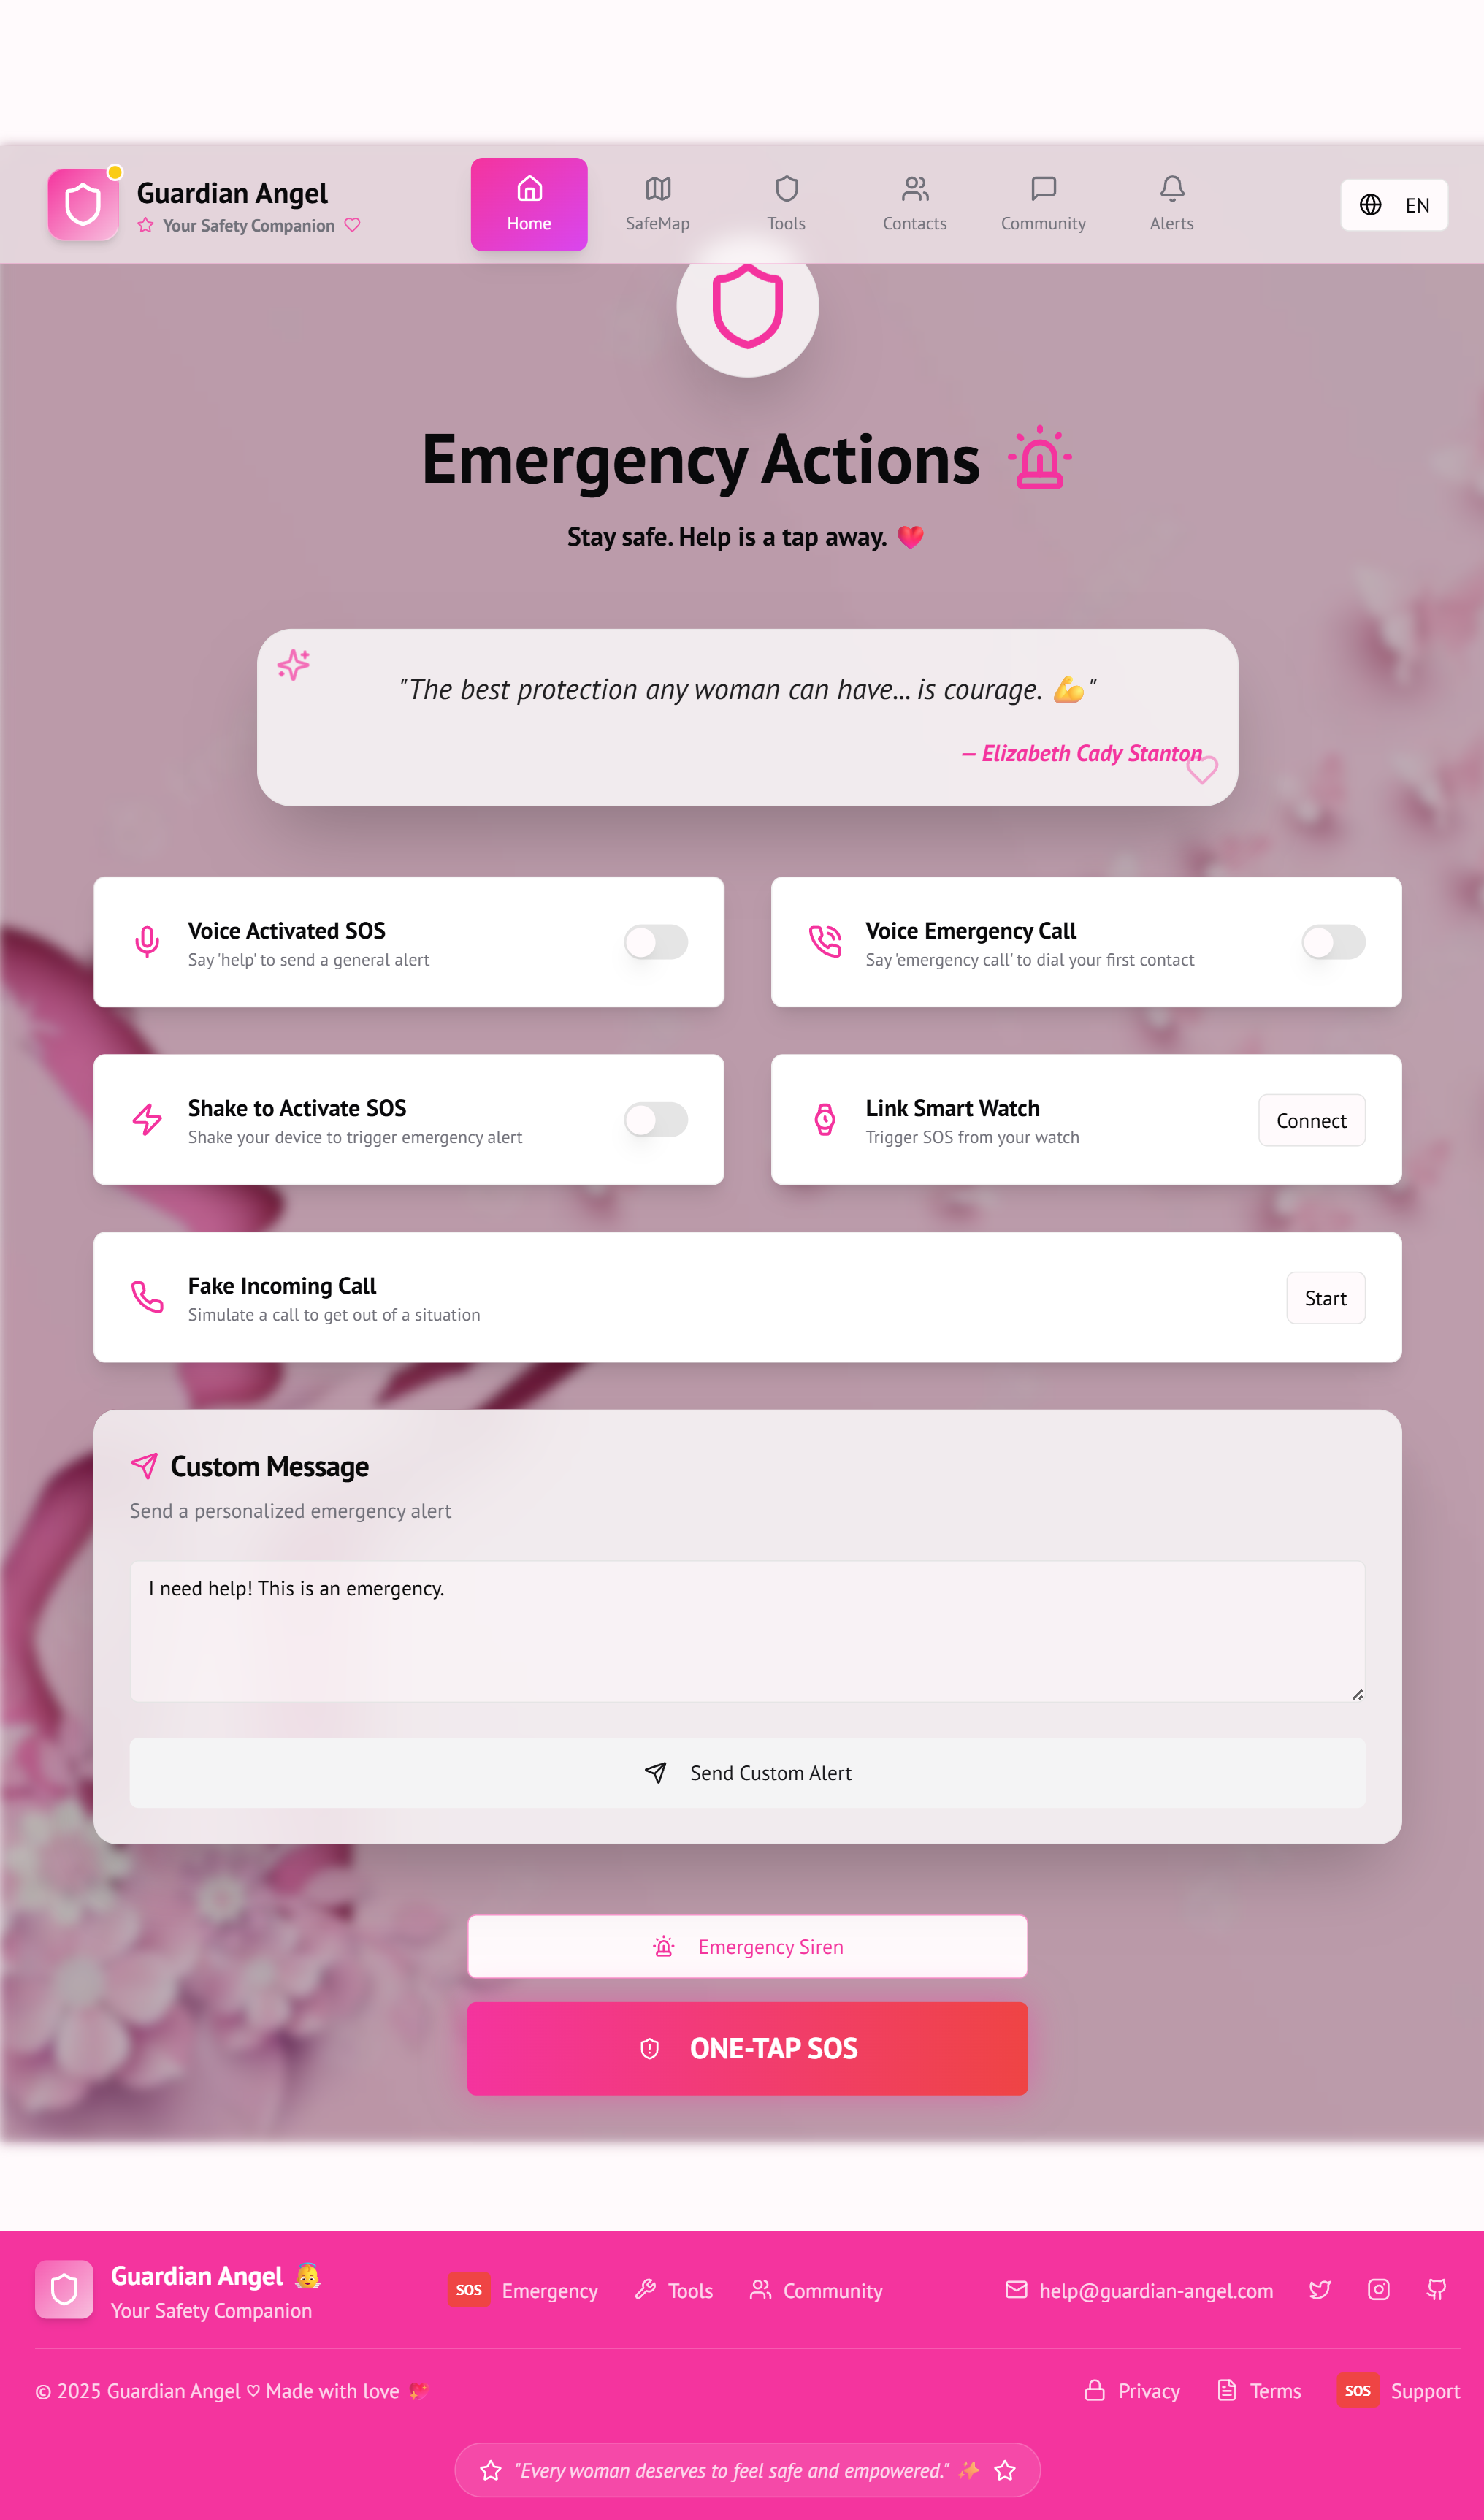 Guardian Angel
Your Safety Companion
Home
SafeMap
Tools
Contacts
Community
Alerts
EN
Emergency Actions
Stay safe. Help is a tap away. ❤️
"The best protection any woman can have... is courage. 💪"
— Elizabeth Cady Stanton
Voice Activated SOS
Say 'help' to send a general alert
Voice Emergency Call
Say 'emergency call' to dial your first contact
Shake to Activate SOS
Shake your device to trigger emergency alert
Link Smart Watch
Trigger SOS from your watch
Connect
Fake Incoming Call
Simulate a call to get out of a situation
Start
Custom Message
Send a personalized emergency alert
I need help! This is an emergency.
Send Custom Alert
Emergency Siren
ONE-TAP SOS
Guardian Angel 👼
Your Safety Companion
SOS Emergency
Tools
Community
help@guardian-angel.com
© 2025 Guardian Angel ♡ Made with love 💖
Privacy
Terms
SOS Support
"Every woman deserves to feel safe and empowered." ✨